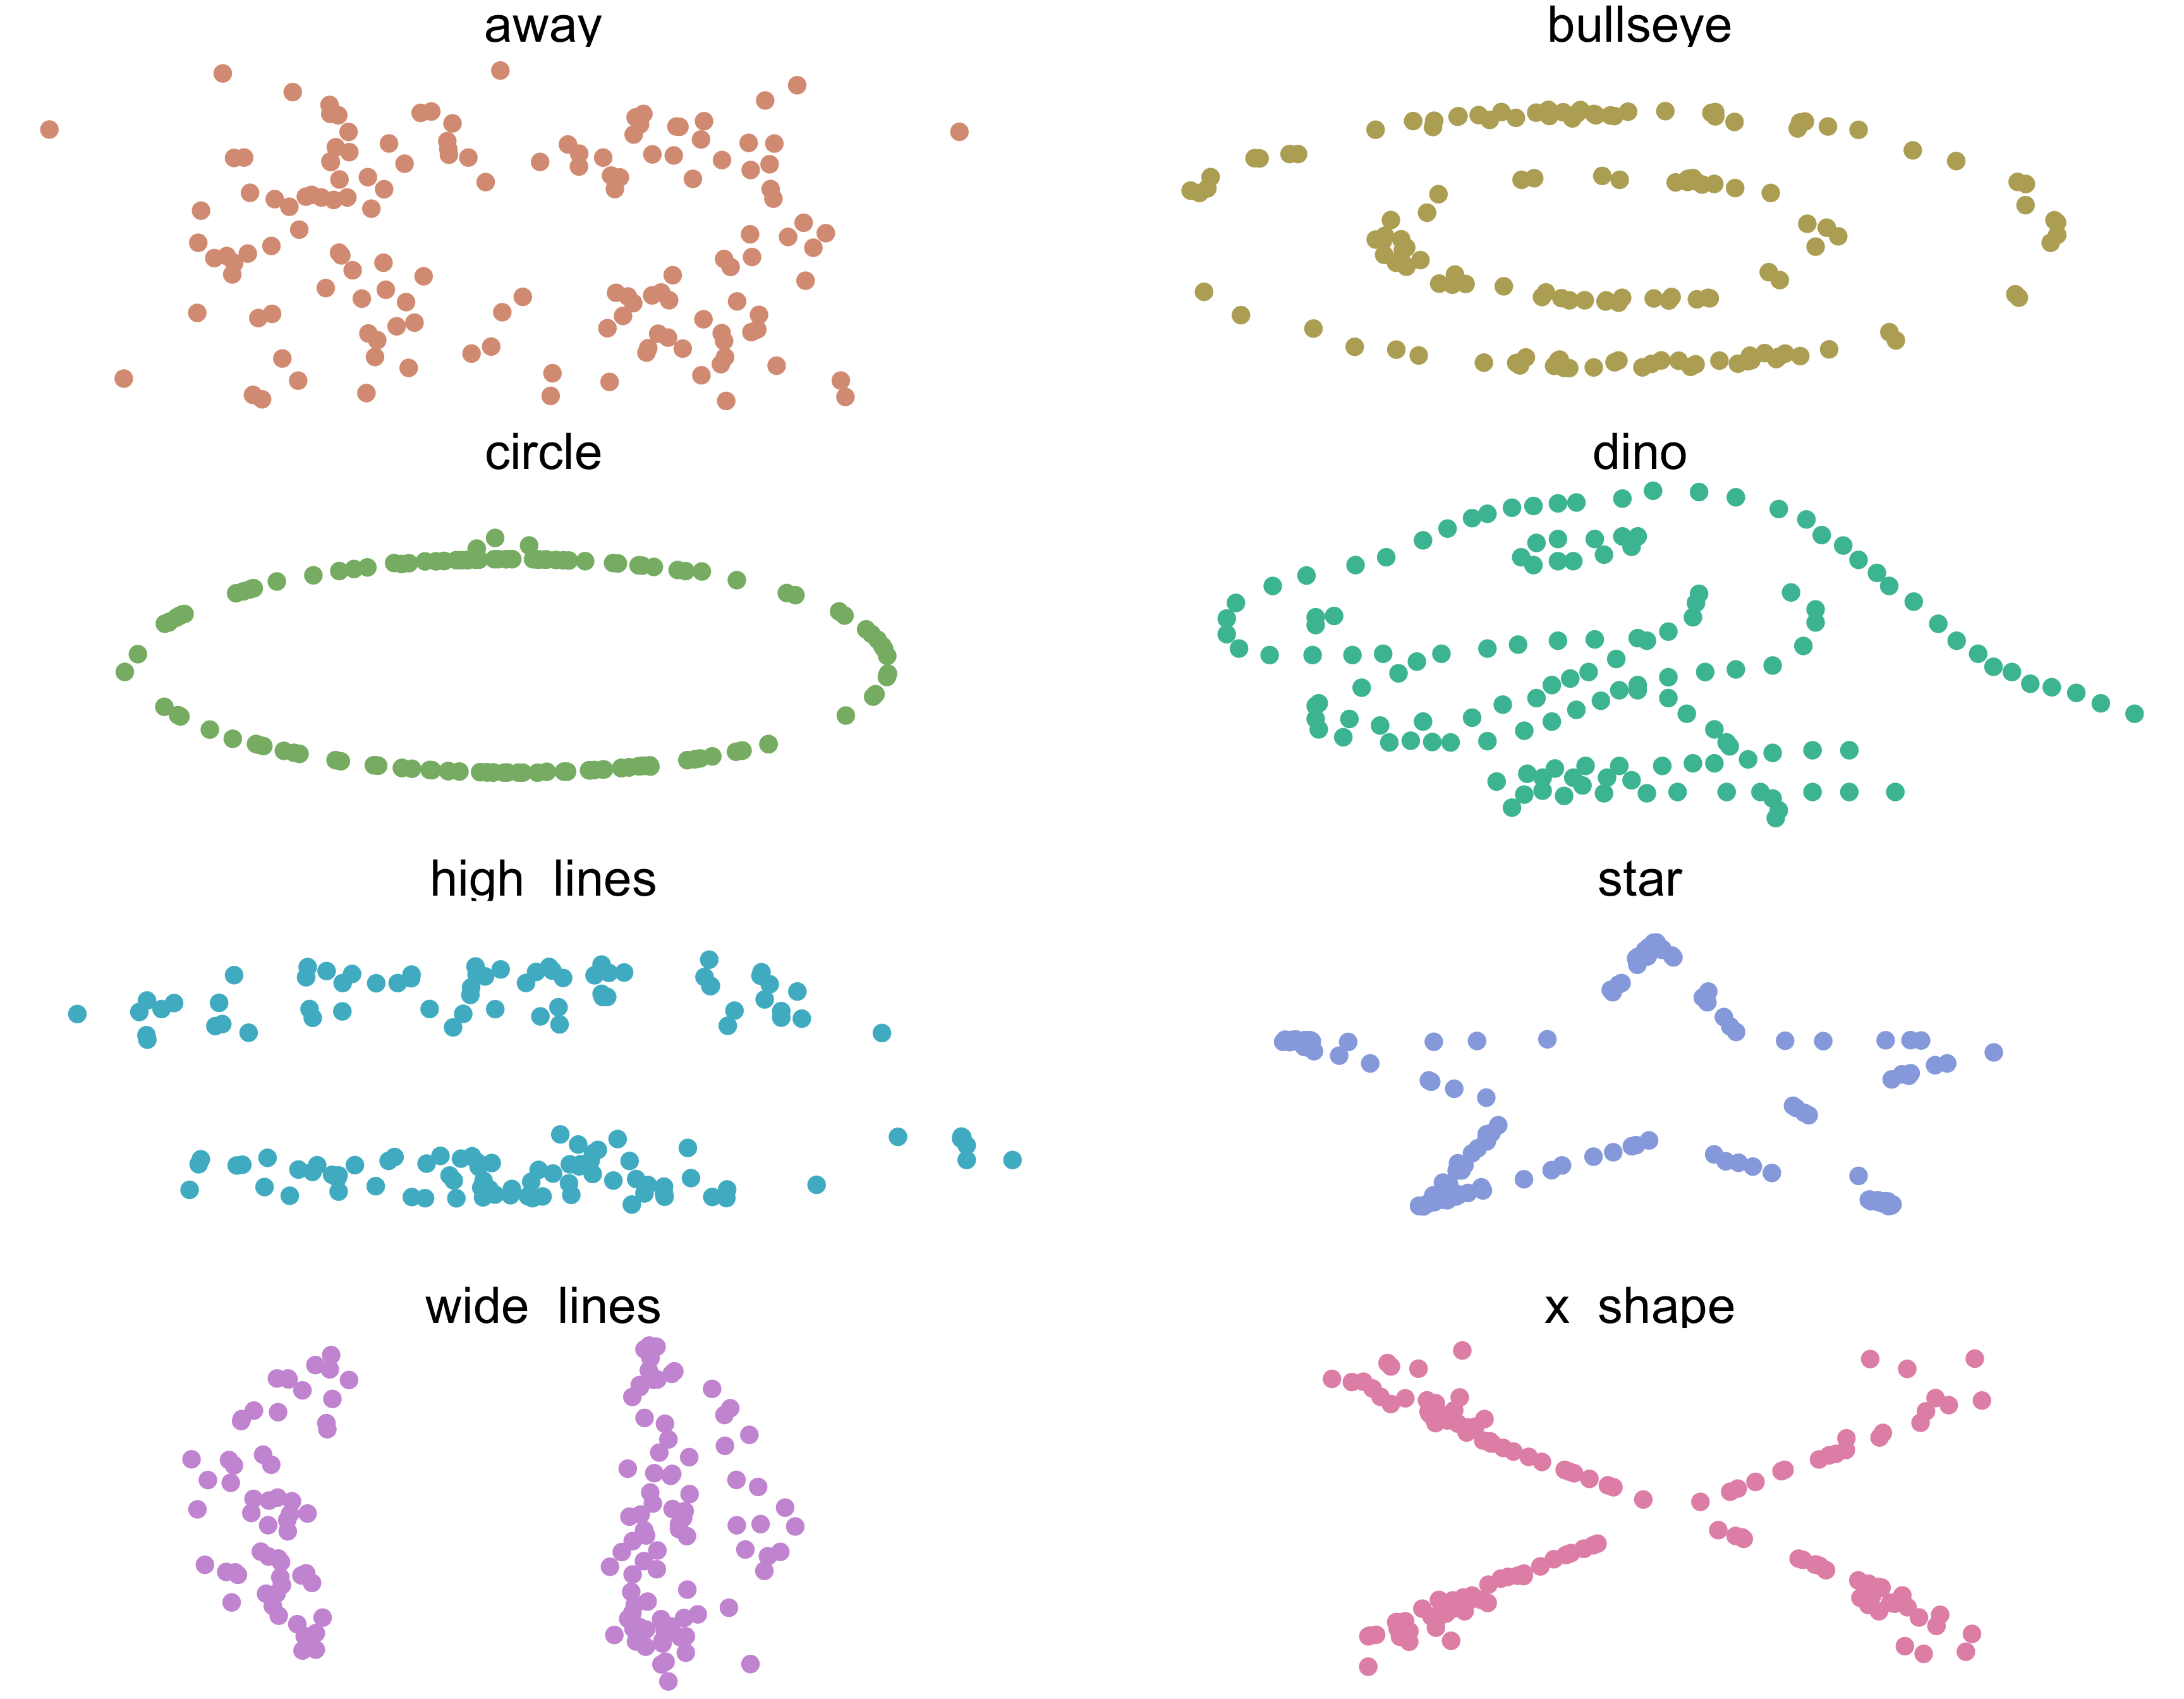 away
bullseye
circle
dino
high lines
star
wide lines
x shape